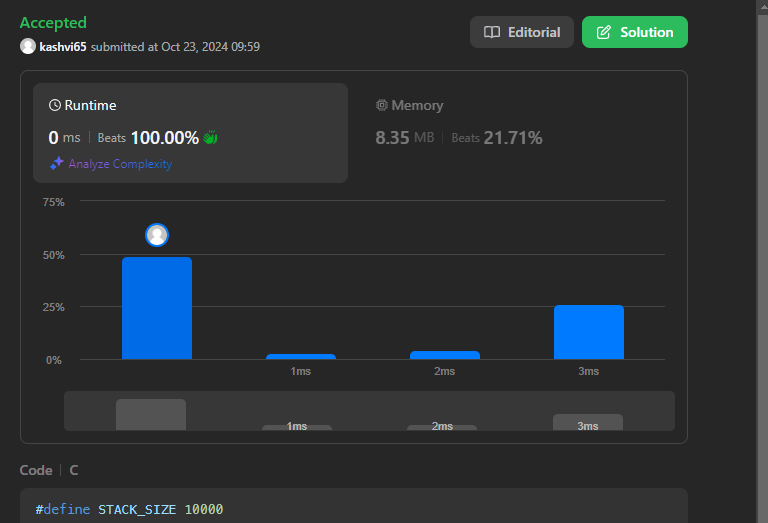 Accepted
kashvi65 submitted at Oct 23, 2024 09:59
Editorial
Solution
Runtime
0 ms | Beats 100.00%
Analyze Complexity
Memory
8.35 MB | Beats 21.71%
75%
50%
25%
0%
1ms 2ms 3ms
1ms 2ms 3ms
Code | C
#define STACK_SIZE 10000